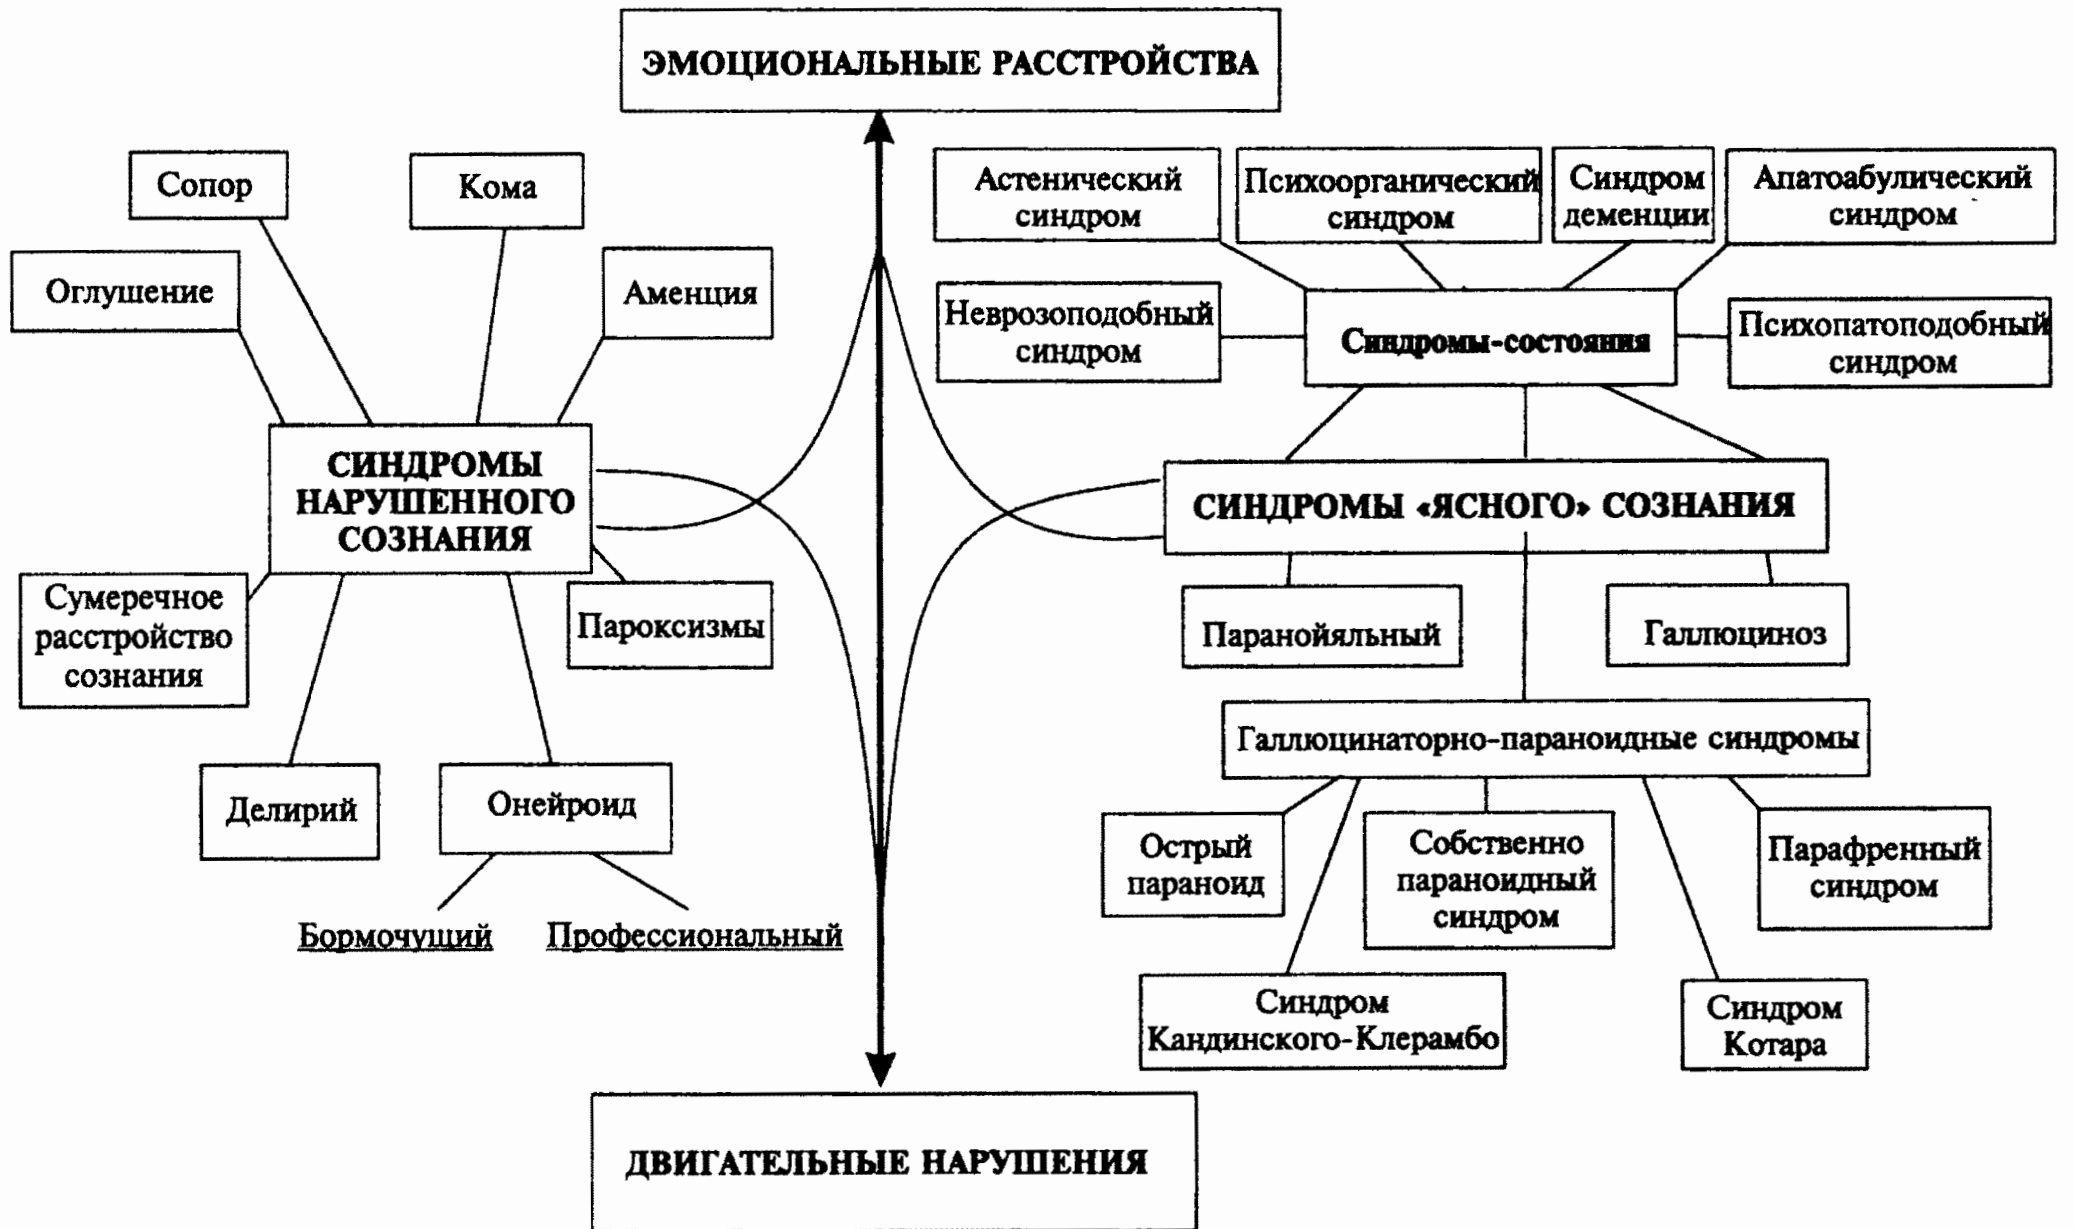 ЭМОЦИОНАЛЬНЫЕ РАССТРОЙСТВА
Сопор
Кома
Оглушение
Аменция
СИНДРОМЫ
НАРУШЕННОГО
СОЗНАНИЯ
Сумеречное
расстройство
сознания
Пароксизмы
Делирий
Онейроид
Бормочущий
Профессиональный
Астенический
синдром
Психоорганический
синдром
Синдром
деменции
Апатоабулический
синдром
Неврозоподобный
синдром
Синдромы-состояния
Психопатоподобный
синдром
СИНДРОМЫ «ЯСНОГО» СОЗНАНИЯ
Паранойяльный
Галлюциноз
Галлюцинаторно-параноидные синдромы
Острый
параноид
Собственно
параноидный
синдром
Парафренный
синдром
Синдром
Кандинского-Клерамбо
Синдром
Котара
ДВИГАТЕЛЬНЫЕ НАРУШЕНИЯ